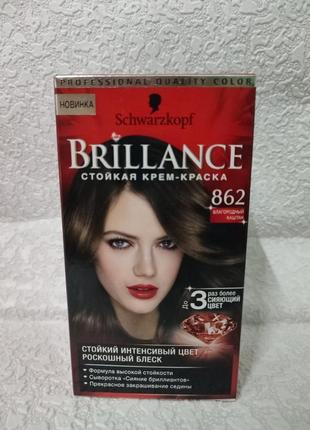 PROFESSIONAL QUALITY COLOR
НОВИНКА
Schwarzkopf
BRILLANCE
СТОЙКАЯ КРЕМ-КРАСКА
862
БЛАГОРОДНЫЙ
КАШТАН
ДО 3 РАЗ БОЛЕЕ
СИЯЮЩИЙ
ЦВЕТ
СТОЙКИЙ ИНТЕНСИВНЫЙ ЦВЕТ
РОСКОШНЫЙ БЛЕСК
• Формула высокой стойкости
• Сыворотка «Сияние бриллиантов»
• Прекрасное закрашивание седины